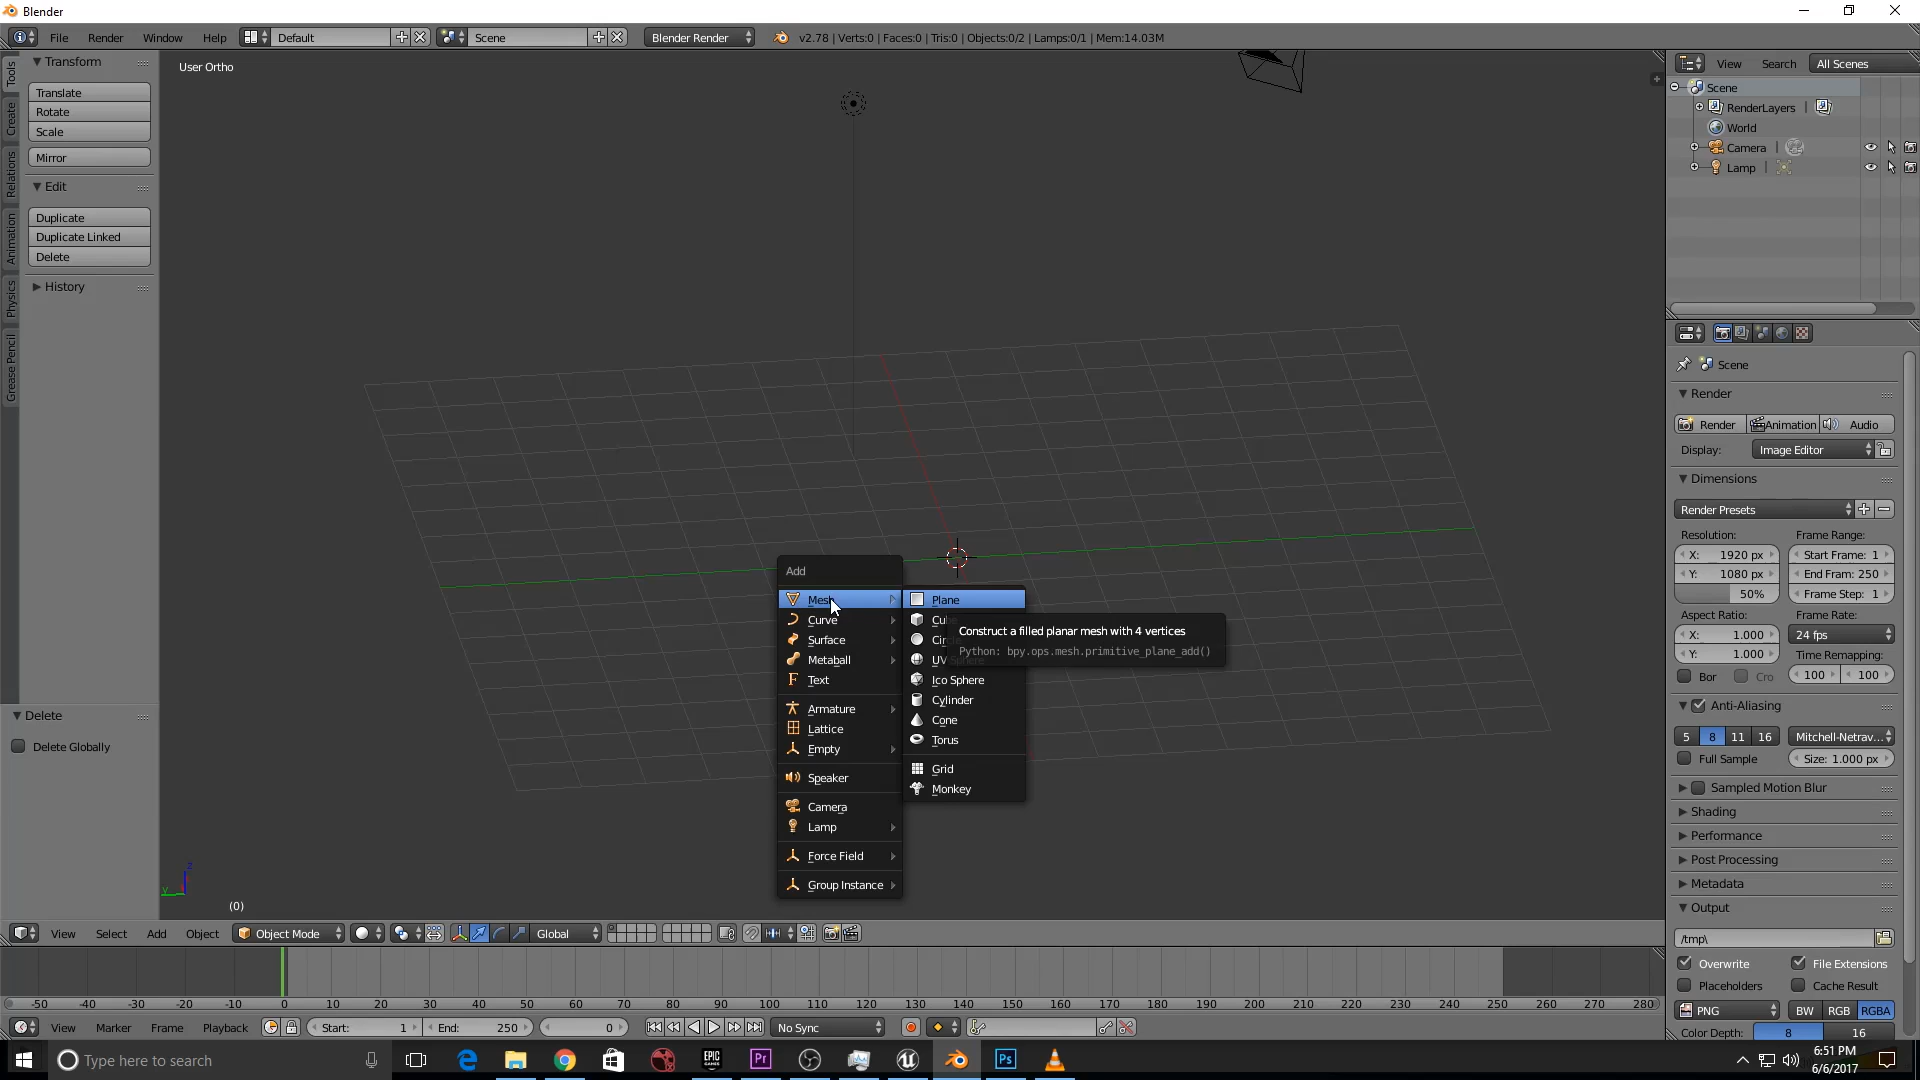 Blender
File Render Window Help Default Scene Blender Render v2.78 | Verts:0 | Faces:0 | Tris:0 | Objects:0/2 | Lamps:0/1 | Mem:14.03M
Tools
Create
Relations
Animation
Physics
Grease Pencil
Transform
Translate
Rotate
Scale
Mirror
Edit
Duplicate
Duplicate Linked
Delete
History
Delete
Delete Globally
User Ortho
Add
Mesh
Curve
Surface
Metaball
Text
Armature
Lattice
Empty
Speaker
Camera
Lamp
Force Field
Group Instance
Plane
Ico Sphere
Cylinder
Cone
Torus
Grid
Monkey
Construct a filled planar mesh with 4 vertices
Python: bpy.ops.mesh.primitive_plane_add()
z
y
(0)
View Select Add Object Object Mode Global
-50 -40 -30 -20 -10 0 10 20 30 40 50 60 70 80 90 100 110 120 130 140 150 160 170 180 190 200 210 220 230 240 250 260 270 280
View Marker Frame Playback Start: 1 End: 250 0 No Sync
View Search All Scenes
Scene
RenderLayers |
World
Camera |
Lamp |
Scene
Render
Render Animation Audio
Display: Image Editor
Dimensions
Render Presets
Resolution: Frame Range:
X: 1920 px Start Frame: 1
Y: 1080 px End Fram: 250
50% Frame Step: 1
Aspect Ratio: Frame Rate:
X: 1.000 24 fps
Y: 1.000 Time Remapping:
Bor Cro 100 100
Anti-Aliasing
5 8 11 16 Mitchell-Netrav...
Full Sample Size: 1.000 px
Sampled Motion Blur
Shading
Performance
Post Processing
Metadata
Output
/tmp\
Overwrite File Extensions
Placeholders Cache Result
PNG BW RGB RGBA
Color Depth: 8 16
Type here to search
EPIC GAMES
Pr
Ps
6:51 PM
6/6/2017